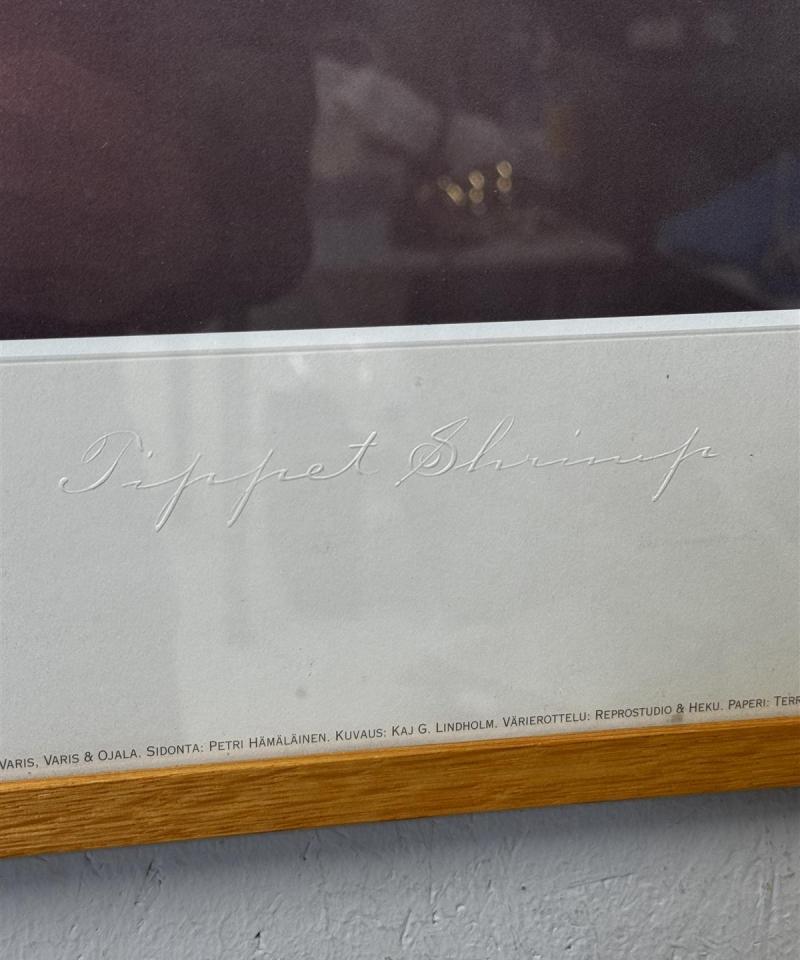 Tippet Shrimp
VARIS, VARIS & OJALA. SIDONTA: PETRI HÄMÄLÄINEN. KUVAUS: KAJ G. LINDHOLM. VÄRIEROTTELU: REPROSTUDIO & HEKU. PAPERI: